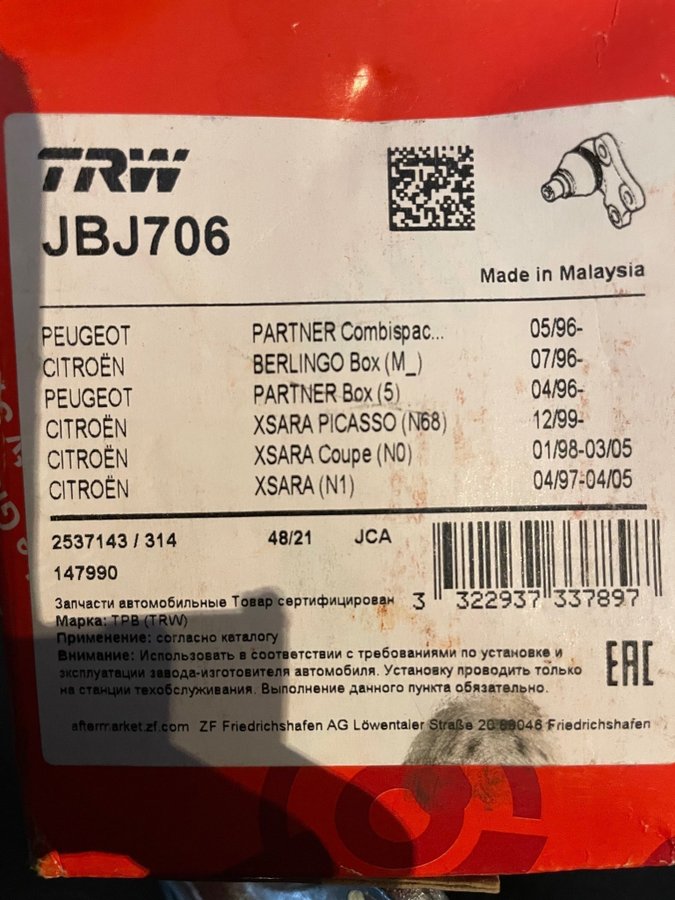 TRW
JBJ706
Made in Malaysia
PEUGEOT PARTNER Combispac... 05/96-
CITROËN BERLINGO Box (M_) 07/96-
PEUGEOT PARTNER Box (5) 04/96-
CITROËN XSARA PICASSO (N68) 12/99-
CITROËN XSARA Coupe (N0) 01/98-03/05
CITROËN XSARA (N1) 04/97-04/05
2537143 / 314 48/21 JCA
147990
3 322937 337897
Запчасти автомобильные Товар сертифицирован
Марка: ТРВ (TRW)
Применение: согласно каталогу
Внимание: Использовать в соответствии с требованиями по установке и
эксплуатации завода-изготовителя автомобиля. Установку проводить только
на станции техобслуживания. Выполнение данного пункта обязательно.
EAC
aftermarket.zf.com ZF Friedrichshafen AG Löwentaler Straße 20 88046 Friedrichshafen